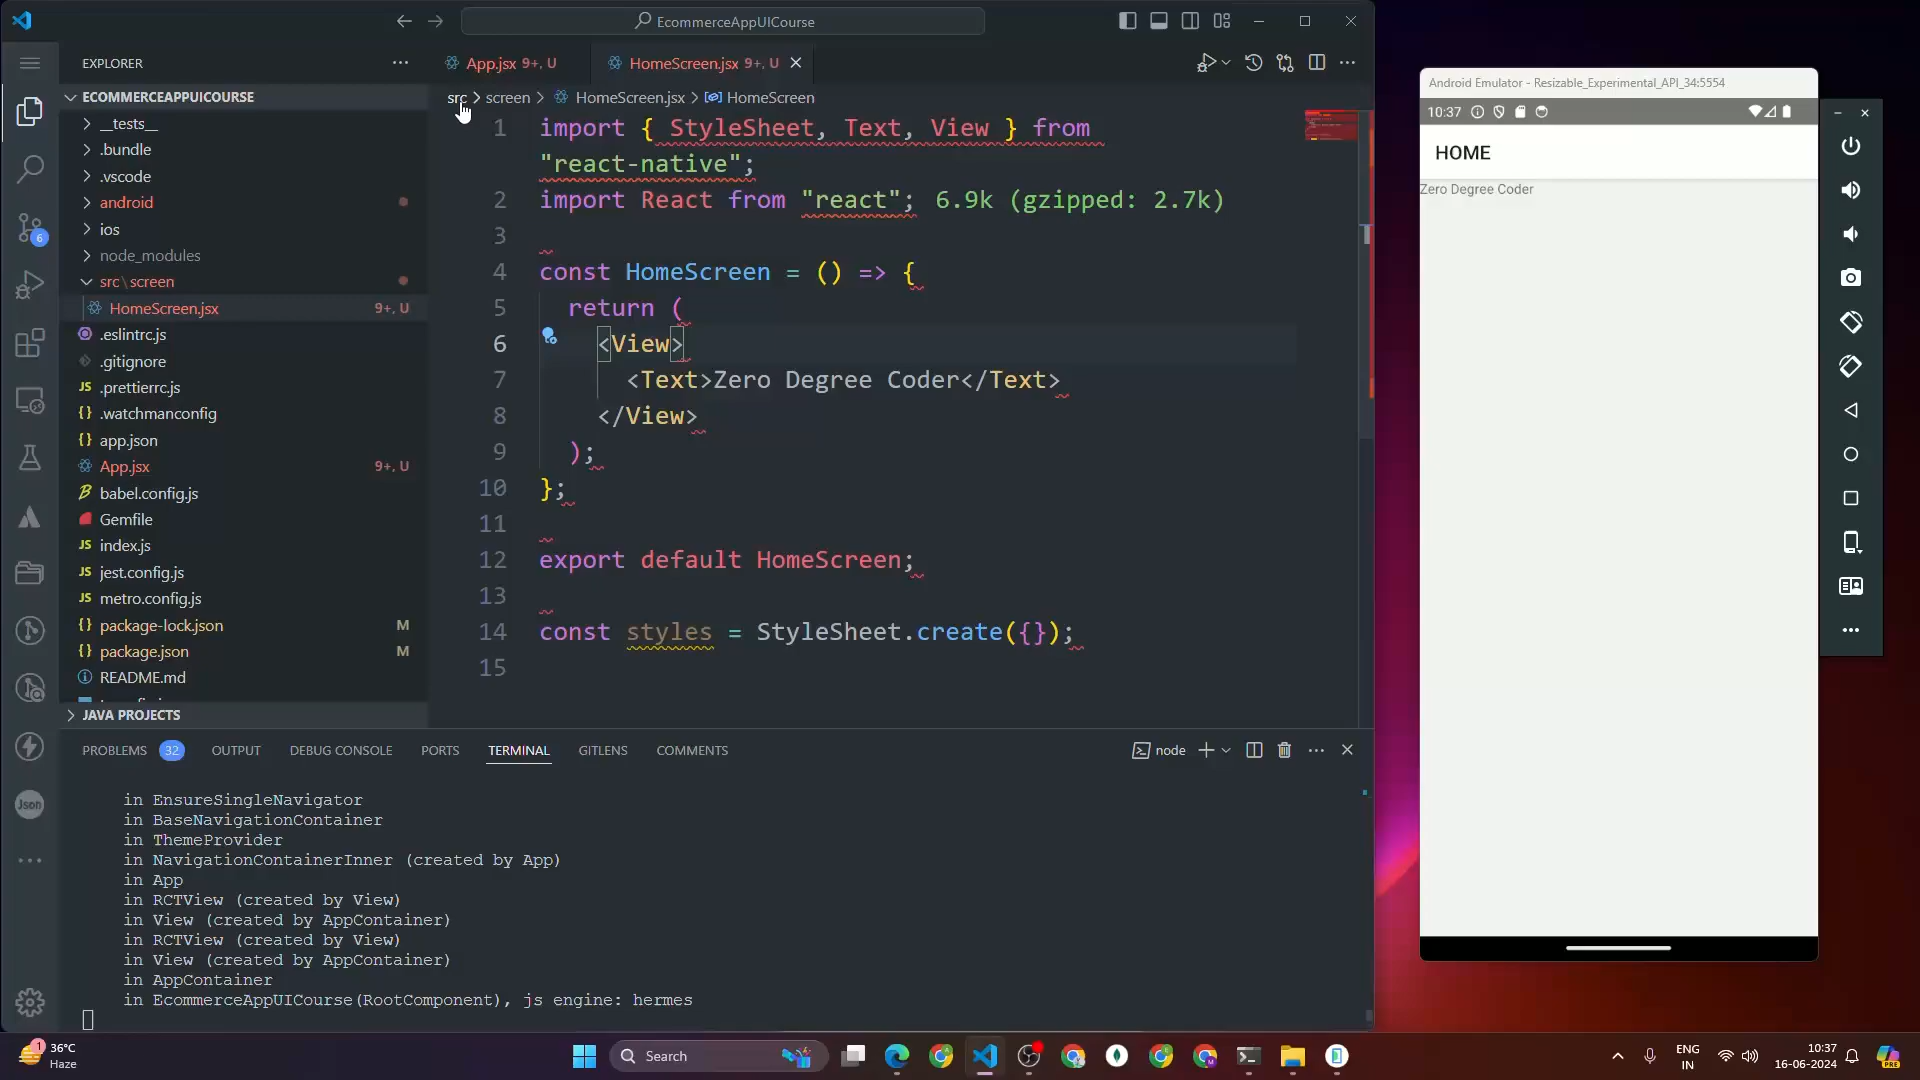 EcommerceAppUICourse
EXPLORER
ECOMMERCEAPPUICOURSE
__tests__
.bundle
.vscode
android
ios
node_modules
src\screen
HomeScreen.jsx 9+, U
.eslintrc.js
.gitignore
JS .prettierrc.js
{} .watchmanconfig
{} app.json
App.jsx 9+, U
babel.config.js
Gemfile
JS index.js
JS jest.config.js
JS metro.config.js
{} package-lock.json M
{} package.json M
README.md
JAVA PROJECTS
6
Json
App.jsx 9+, U
HomeScreen.jsx 9+, U
src > screen > HomeScreen.jsx > HomeScreen
1 import { StyleSheet, Text, View } from
"react-native";
2 import React from "react"; 6.9k (gzipped: 2.7k)
3
4 const HomeScreen = () => {
5 return (
6 <View>
7 <Text>Zero Degree Coder</Text>
8 </View>
9 );
10 };
11
12 export default HomeScreen;
13
14 const styles = StyleSheet.create({});
15
PROBLEMS 32 OUTPUT DEBUG CONSOLE PORTS TERMINAL GITLENS COMMENTS
node
in EnsureSingleNavigator
in BaseNavigationContainer
in ThemeProvider
in NavigationContainerInner (created by App)
in App
in RCTView (created by View)
in View (created by AppContainer)
in RCTView (created by View)
in View (created by AppContainer)
in AppContainer
in EcommerceAppUICourse(RootComponent), js engine: hermes
Android Emulator - Resizable_Experimental_API_34:5554
10:37
HOME
Zero Degree Coder
1
36°C
Haze
Search
ENG
IN
10:37
16-06-2024
PRE